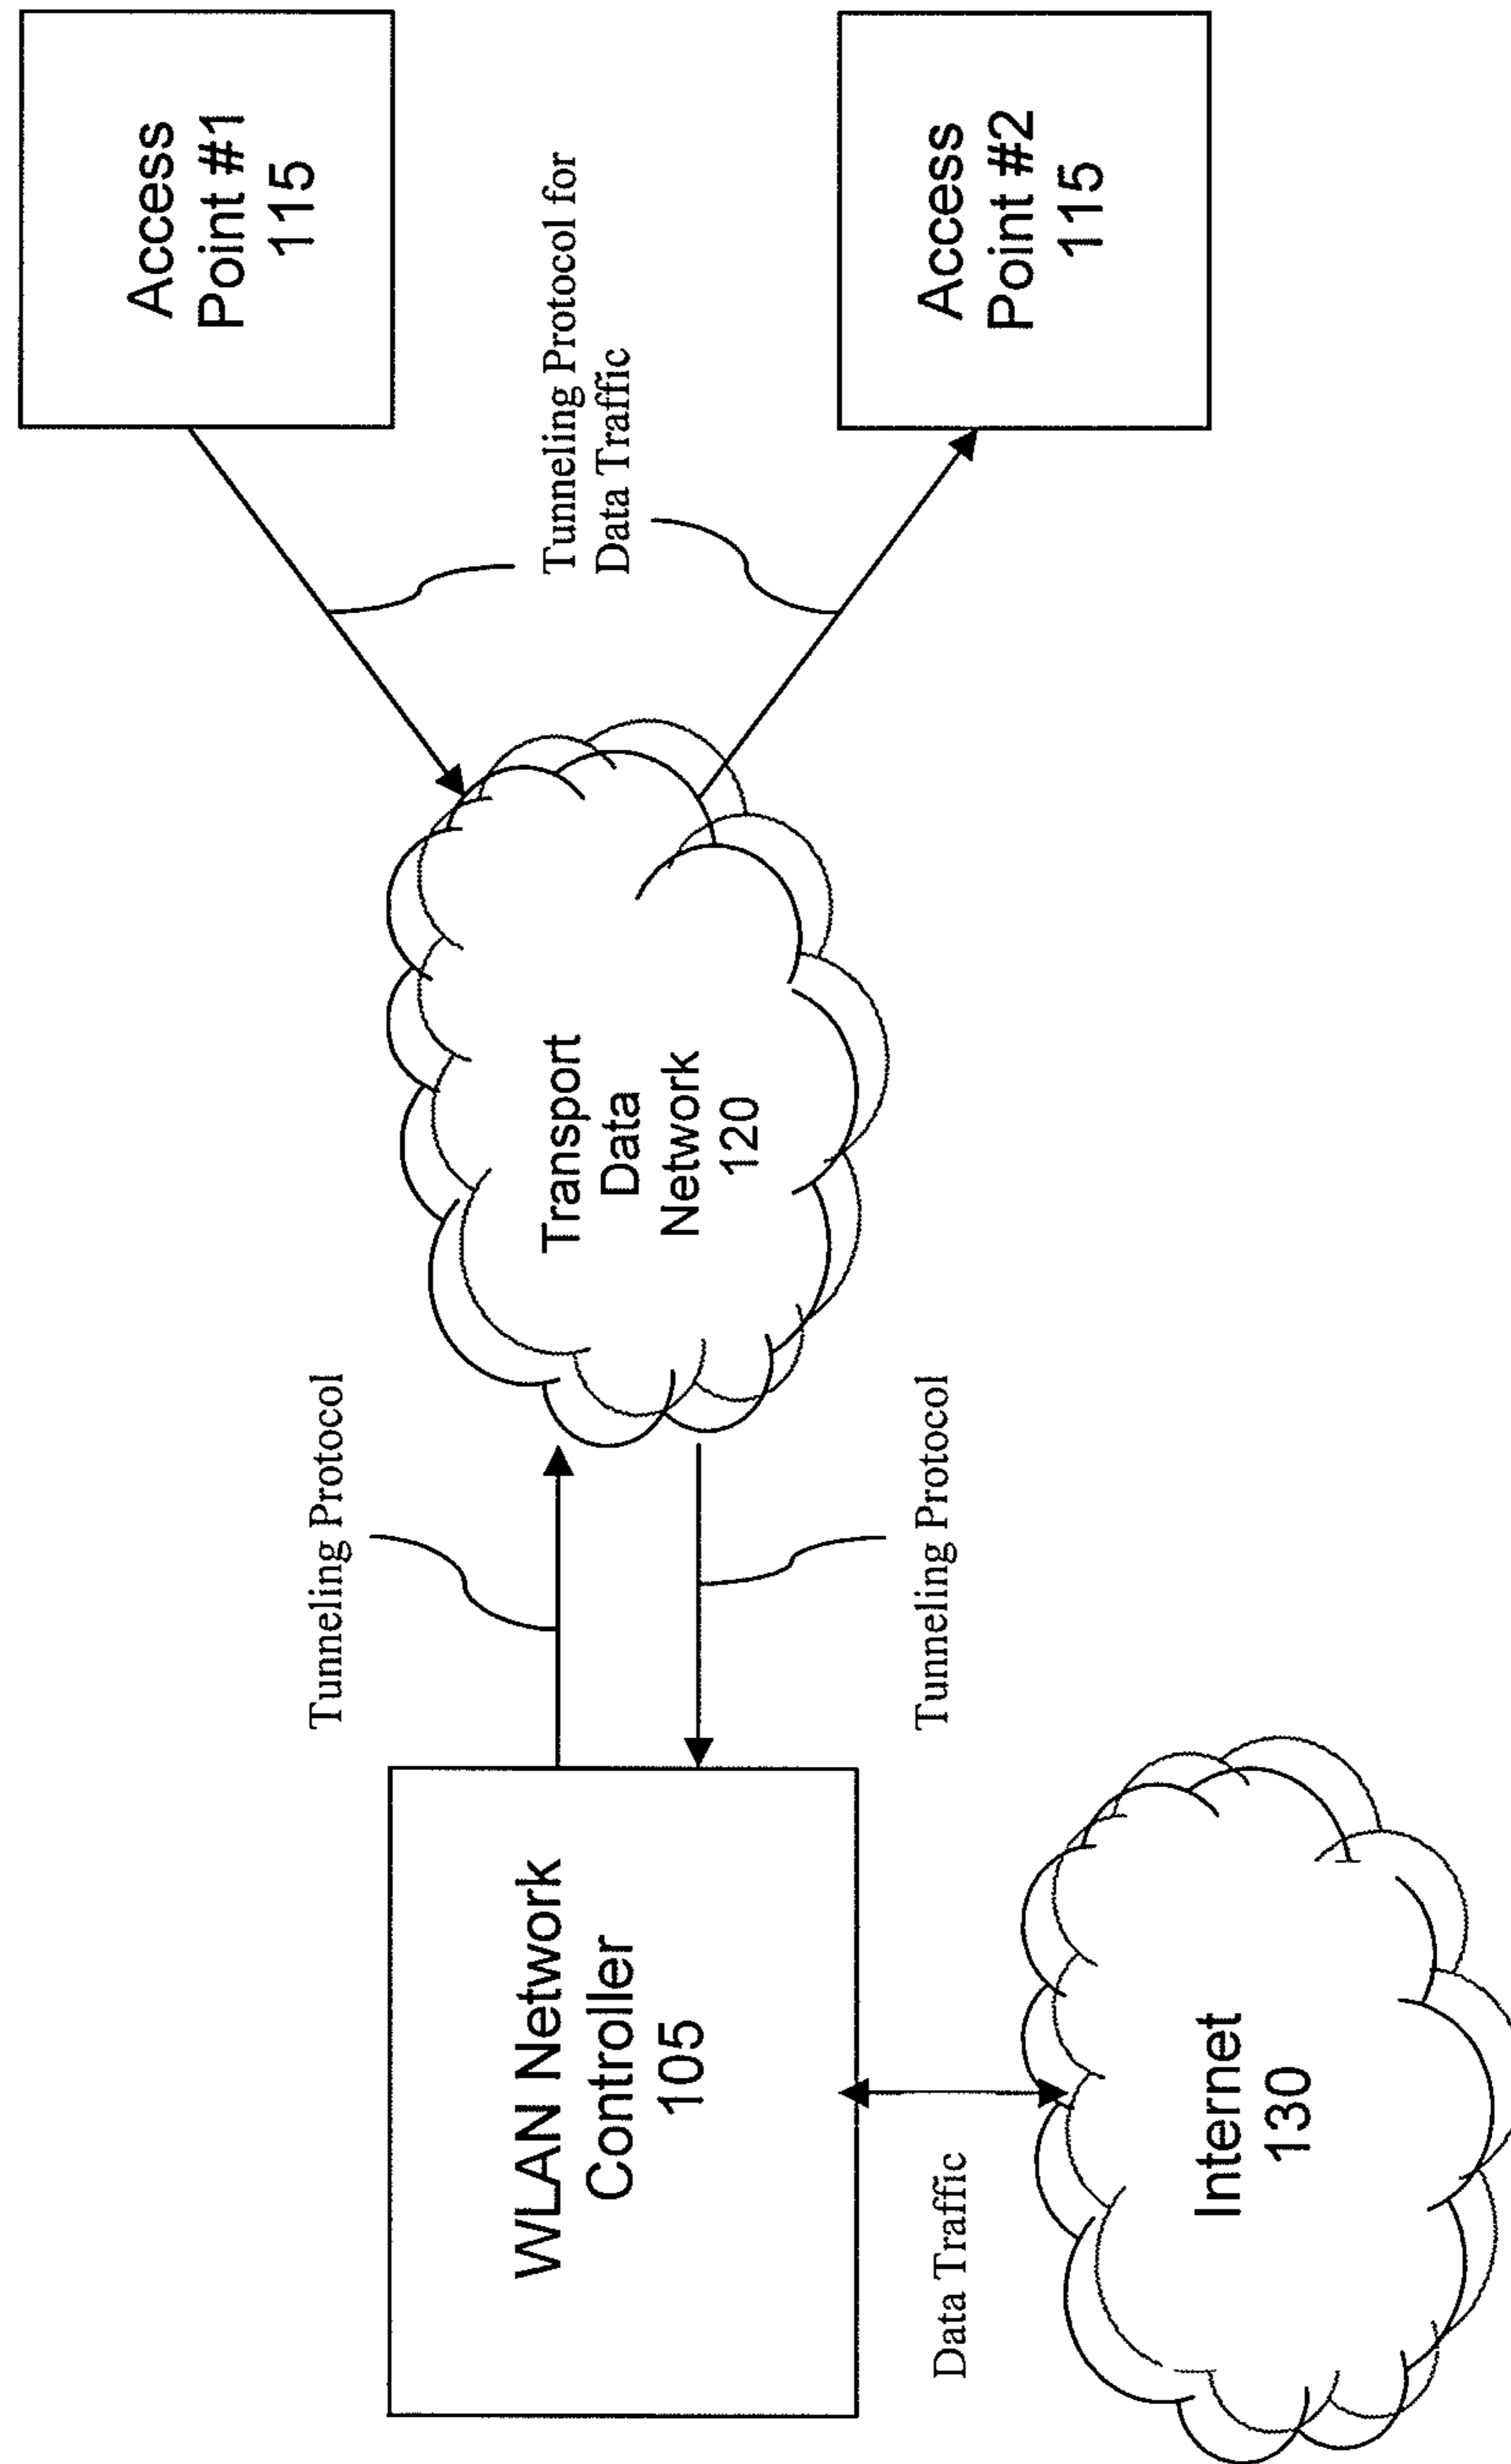 Access
Point #1
115
Tunneling Protocol for
Data Traffic
Access
Point #2
115
Transport
Data
Network
120
Tunneling Protocol
Tunneling Protocol
WLAN Network
Controller
105
Data Traffic
Internet
130